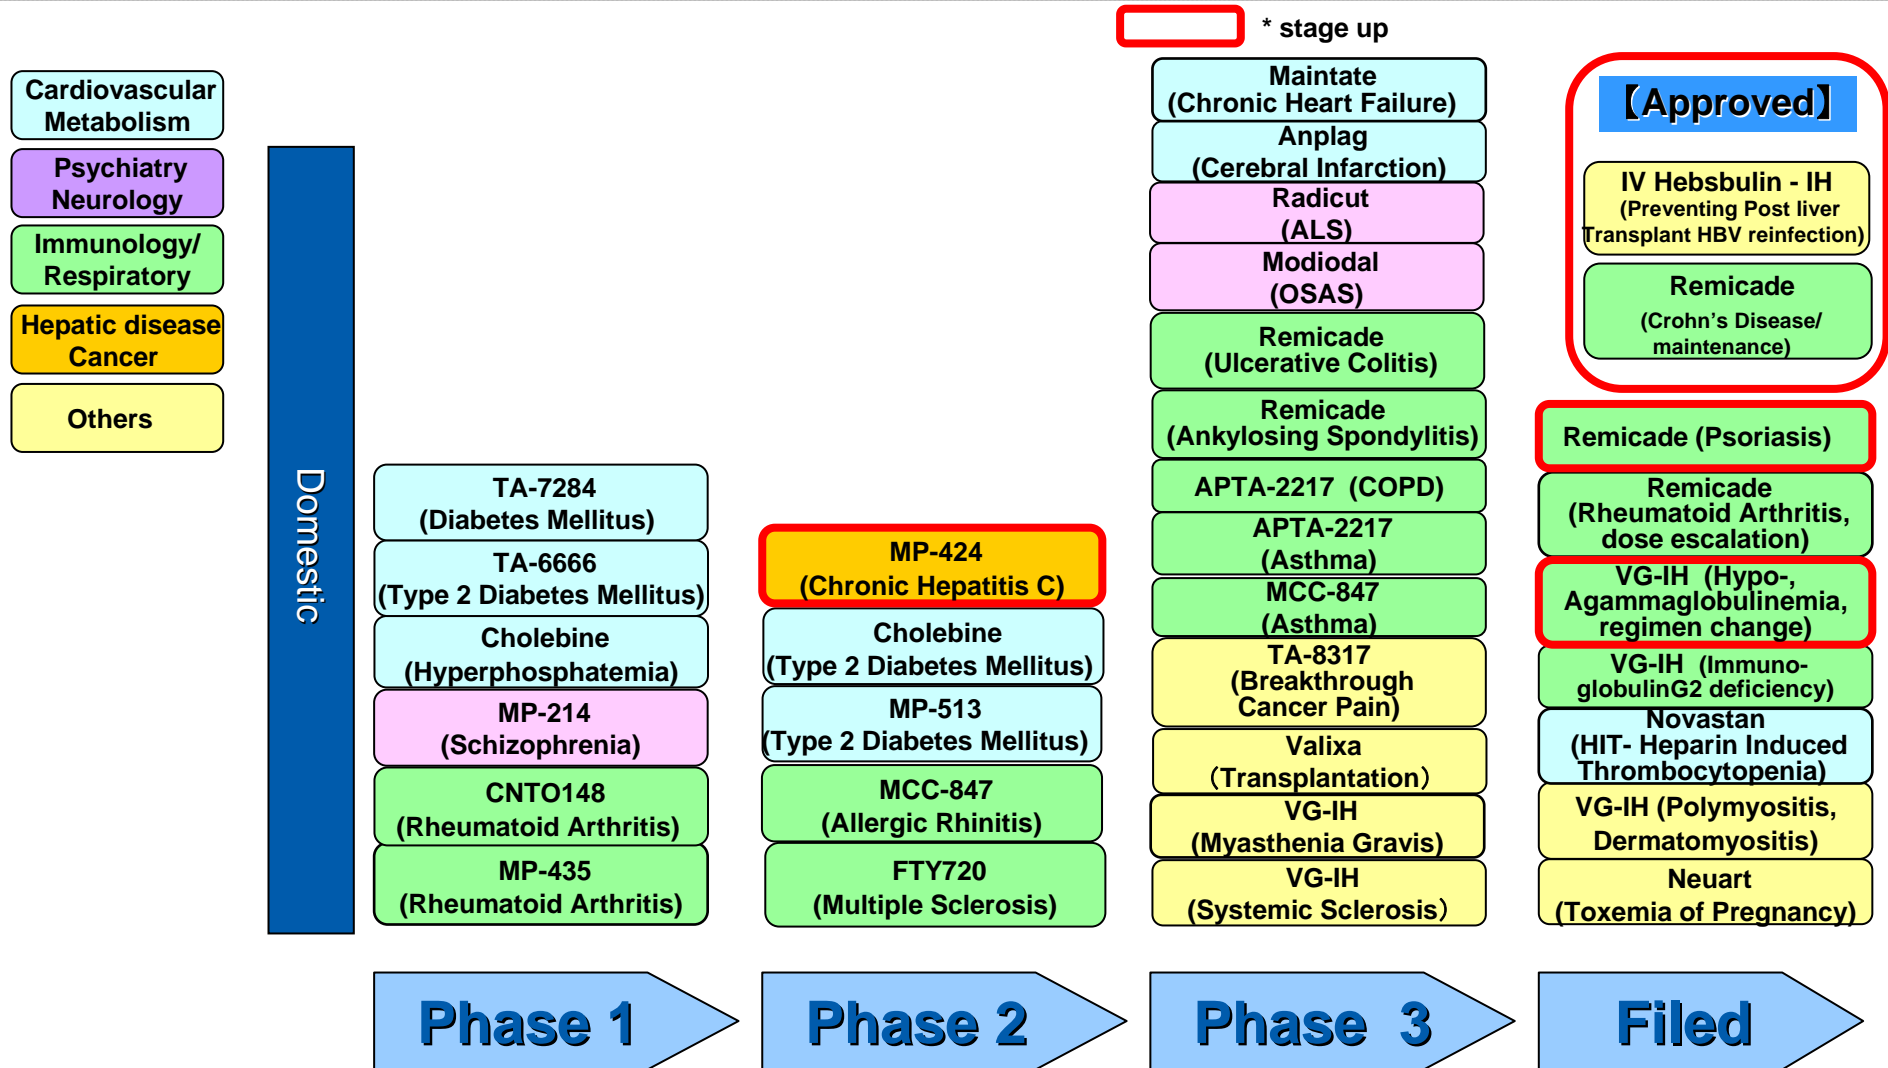 * stage up
Cardiovascular
Metabolism
Psychiatry
Neurology
Immunology/
Respiratory
Hepatic disease
Cancer
Others
Domestic
TA-7284
(Diabetes Mellitus)
TA-6666
(Type 2 Diabetes Mellitus)
Cholebine
(Hyperphosphatemia)
MP-214
(Schizophrenia)
CNTO148
(Rheumatoid Arthritis)
MP-435
(Rheumatoid Arthritis)
MP-424
(Chronic Hepatitis C)
Cholebine
(Type 2 Diabetes Mellitus)
MP-513
(Type 2 Diabetes Mellitus)
MCC-847
(Allergic Rhinitis)
FTY720
(Multiple Sclerosis)
Maintate
(Chronic Heart Failure)
Anplag
(Cerebral Infarction)
Radicut
(ALS)
Modiodal
(OSAS)
Remicade
(Ulcerative Colitis)
Remicade
(Ankylosing Spondylitis)
APTA-2217 (COPD)
APTA-2217
(Asthma)
MCC-847
(Asthma)
TA-8317
(Breakthrough
Cancer Pain)
Valixa
（Transplantation）
VG-IH
(Myasthenia Gravis)
VG-IH
(Systemic Sclerosis）
【Approved】
IV Hebsbulin - IH
(Preventing Post liver
Transplant HBV reinfection)
Remicade
(Crohn's Disease/
maintenance)
Remicade (Psoriasis)
Remicade
(Rheumatoid Arthritis,
dose escalation)
VG-IH (Hypo-,
Agammaglobulinemia,
regimen change)
VG-IH (Immuno-
globulinG2 deficiency)
Novastan
(HIT- Heparin Induced
Thrombocytopenia)
VG-IH (Polymyositis,
Dermatomyositis)
Neuart
(Toxemia of Pregnancy)
Phase 1
Phase 2
Phase 3
Filed